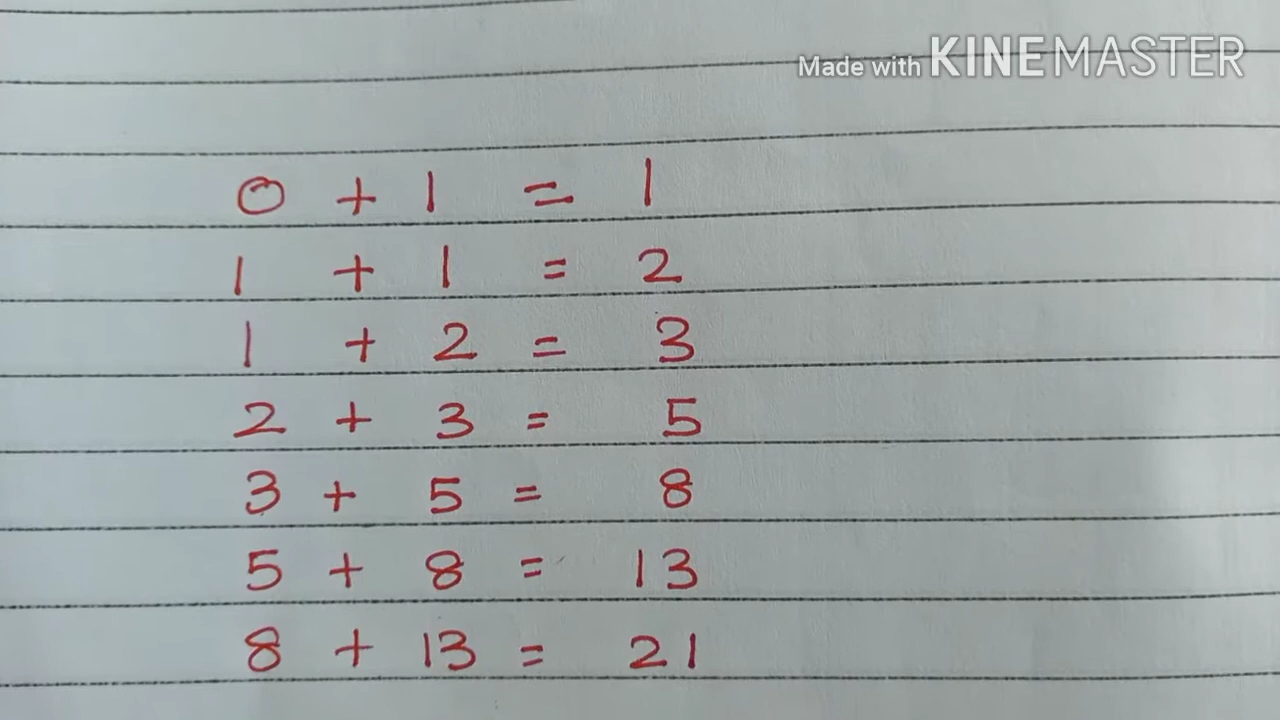 Made with KINEMASTER
0 + 1 = 1
1 + 1 = 2
1 + 2 = 3
2 + 3 = 5
3 + 5 = 8
5 + 8 = 13
8 + 13 = 21